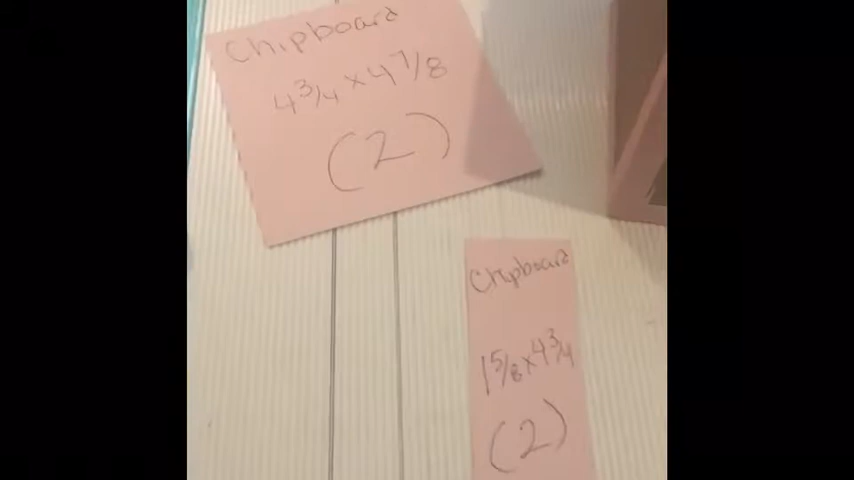 Chipboard
4 3/4 x 4 7/8
(2)
Chipboard
1 5/8 x 4 3/4
(2)